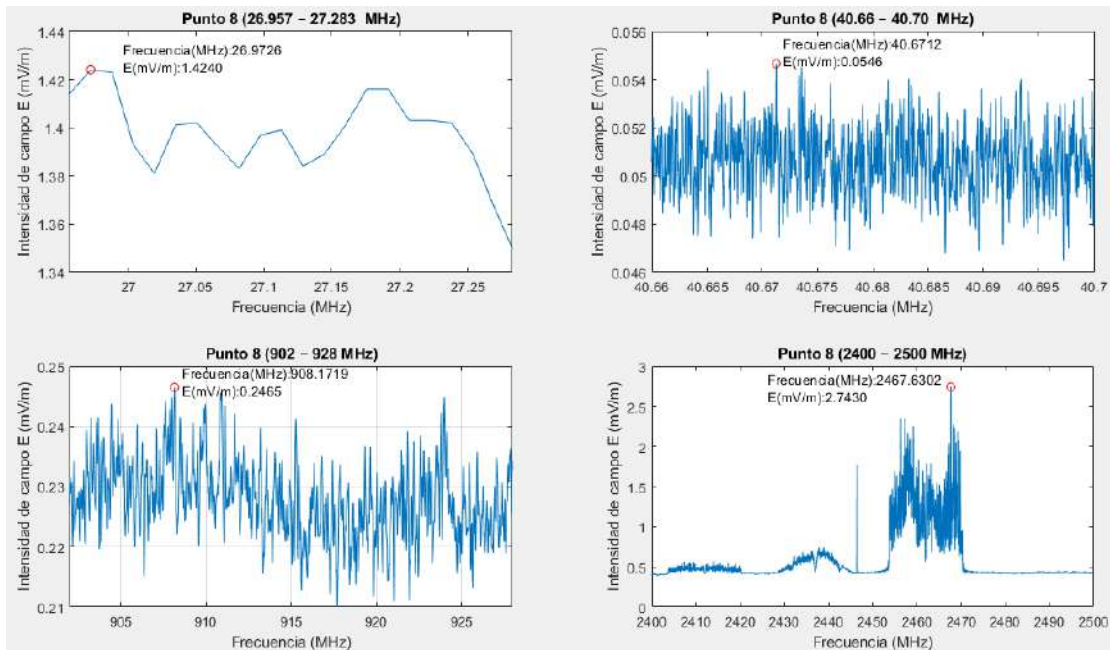 Punto 8 (26.957 – 27.283  MHz)
Frecuencia(MHz):26.9726
E(mV/m):1.4240
Intensidad de campo E (mV/m)
1.44
1.42
1.4
1.38
1.36
1.34
27 27.05 27.1 27.15 27.2 27.25
Frecuencia (MHz)
Punto 8 (40.66 – 40.70  MHz)
Frecuencia(MHz):40.6712
E(mV/m):0.0546
Intensidad de campo E (mV/m)
0.056
0.054
0.052
0.05
0.048
0.046
40.66 40.665 40.67 40.675 40.68 40.685 40.69 40.695 40.7
Frecuencia (MHz)
Punto 8 (902 – 928 MHz)
Frecuencia(MHz):908.1719
E(mV/m):0.2465
Intensidad de campo E (mV/m)
0.25
0.24
0.23
0.22
0.21
905 910 915 920 925
Frecuencia (MHz)
Punto 8 (2400 – 2500 MHz)
Frecuencia(MHz):2467.6302
E(mV/m):2.7430
Intensidad de campo E (mV/m)
3
2.5
2
1.5
1
0.5
0
2400 2410 2420 2430 2440 2450 2460 2470 2480 2490 2500
Frecuencia (MHz)